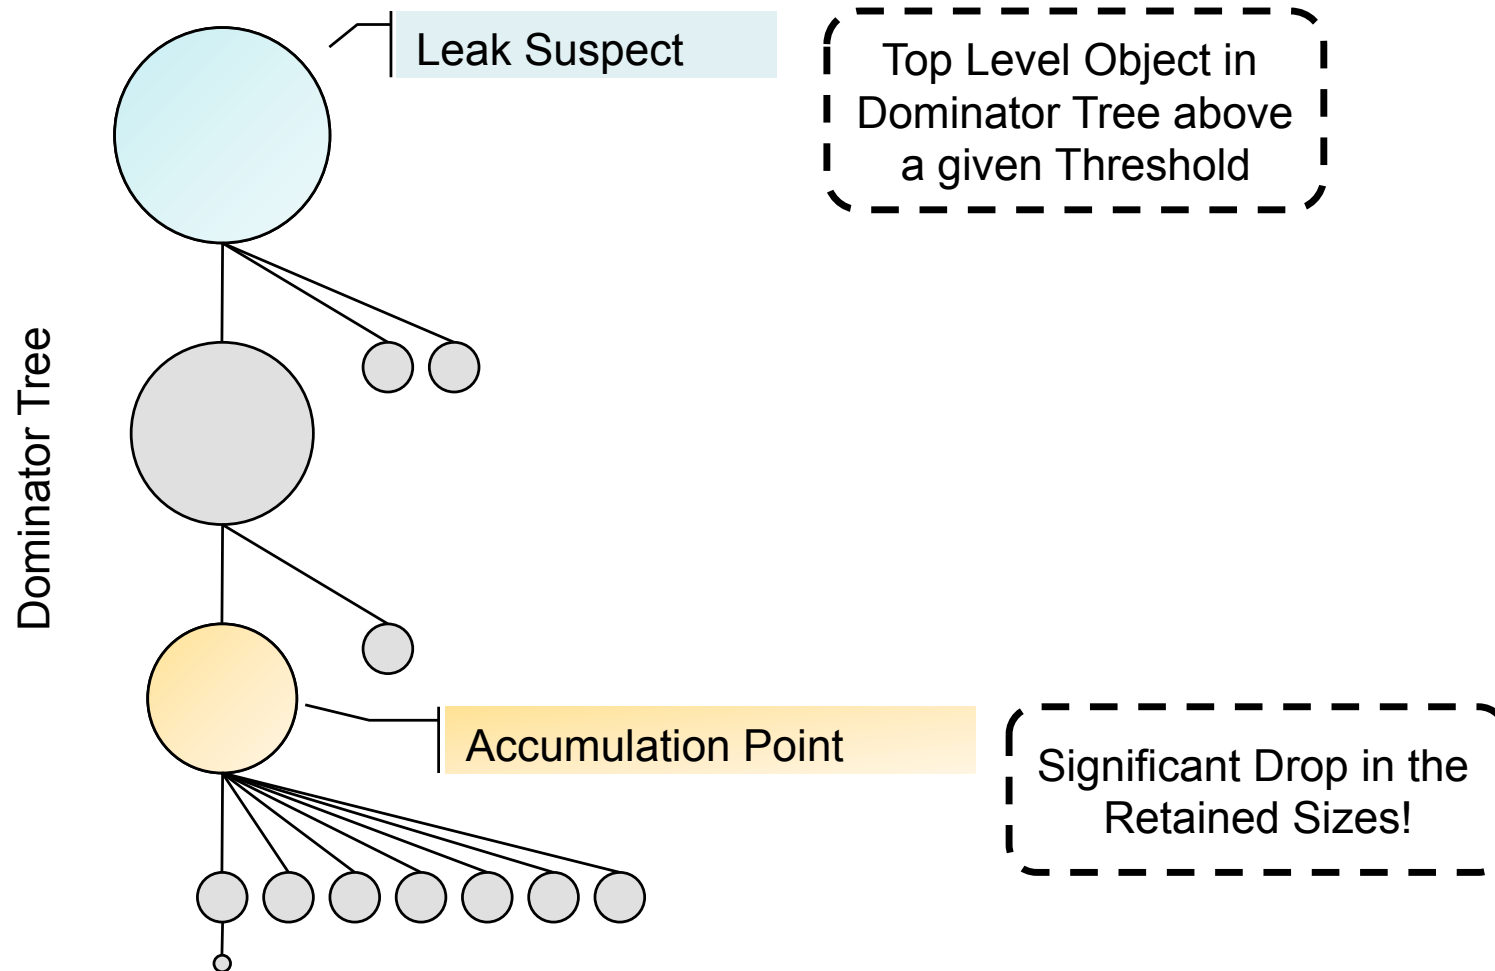 Leak Suspect
Top Level Object in
Dominator Tree above
a given Threshold
Dominator Tree
Accumulation Point
Significant Drop in the
Retained Sizes!